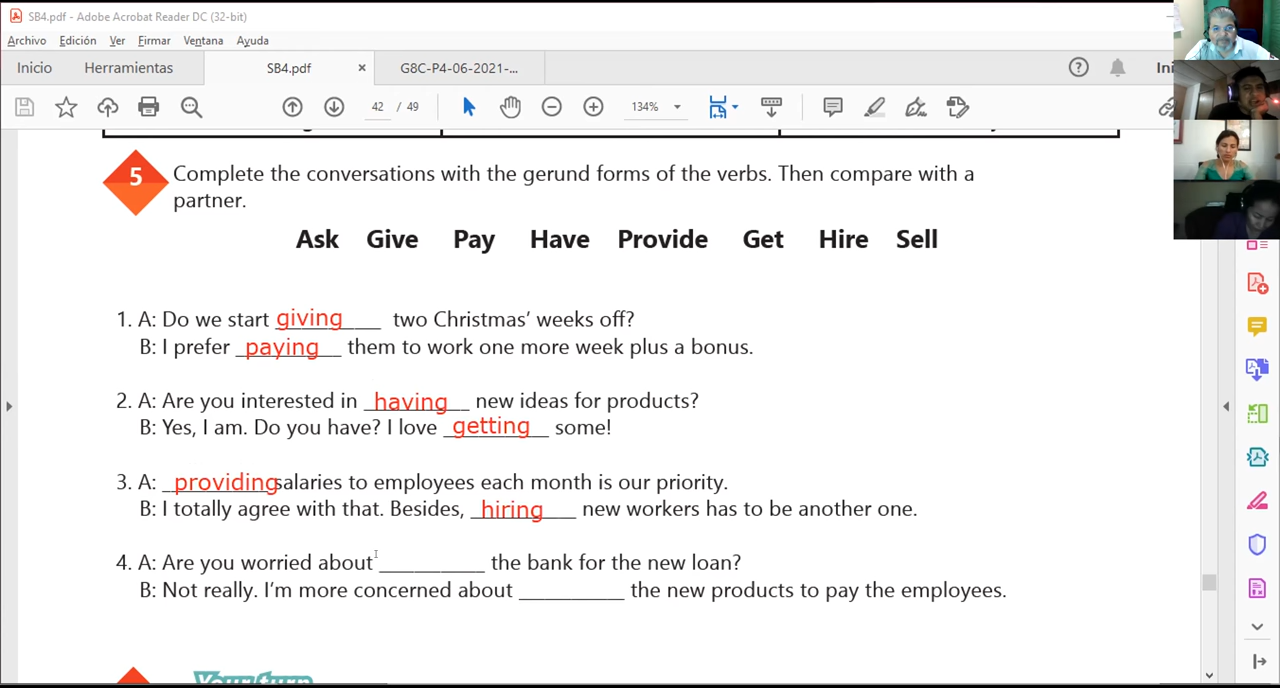 SB4.pdf - Adobe Acrobat Reader DC (32-bit)
Archivo Edición Ver Firmar Ventana Ayuda
Inicio Herramientas SB4.pdf × G8C-P4-06-2021-... Ini
42 / 49 134%
5 Complete the conversations with the gerund forms of the verbs. Then compare with a
partner.
Ask Give Pay Have Provide Get Hire Sell
1. A: Do we start giving two Christmas' weeks off?
B: I prefer paying them to work one more week plus a bonus.
2. A: Are you interested in having new ideas for products?
B: Yes, I am. Do you have? I love getting some!
3. A: providing salaries to employees each month is our priority.
B: I totally agree with that. Besides, hiring new workers has to be another one.
4. A: Are you worried about __________ the bank for the new loan?
B: Not really. I'm more concerned about __________ the new products to pay the employees.
Your turn